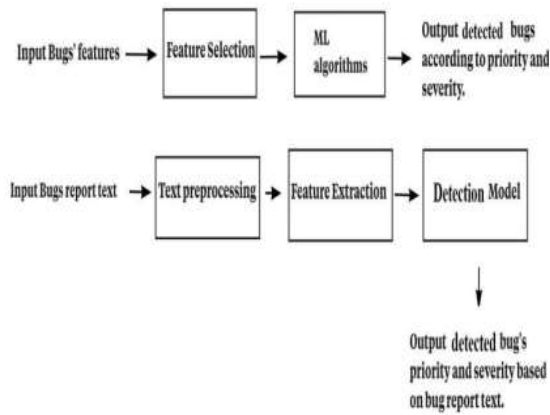 Input Bugs' features
Feature Selection
ML
algorithms
Output detected bugs
according to priority and
severity.
Input Bugs report text
Text preprocessing
Feature Extraction
Detection Model
Output detected bug's
priority and severity based
on bug report text.